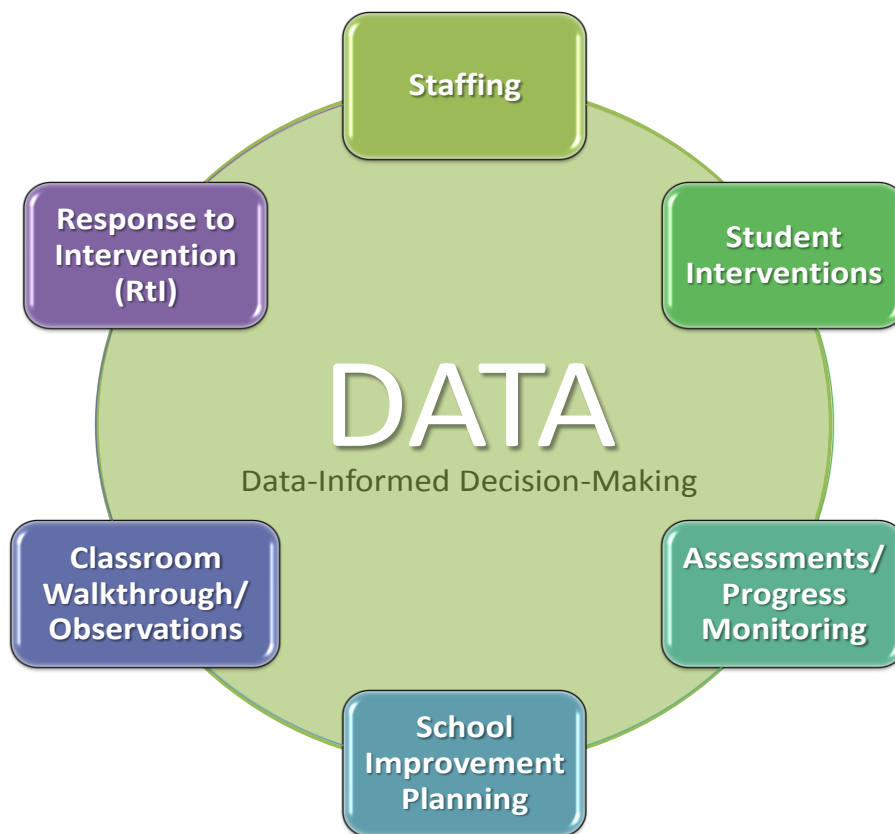 Staffing
Response to
Intervention
(RtI)
Student
Interventions
DATA
Data-Informed Decision-Making
Classroom
Walkthrough/
Observations
Assessments/
Progress
Monitoring
School
Improvement
Planning